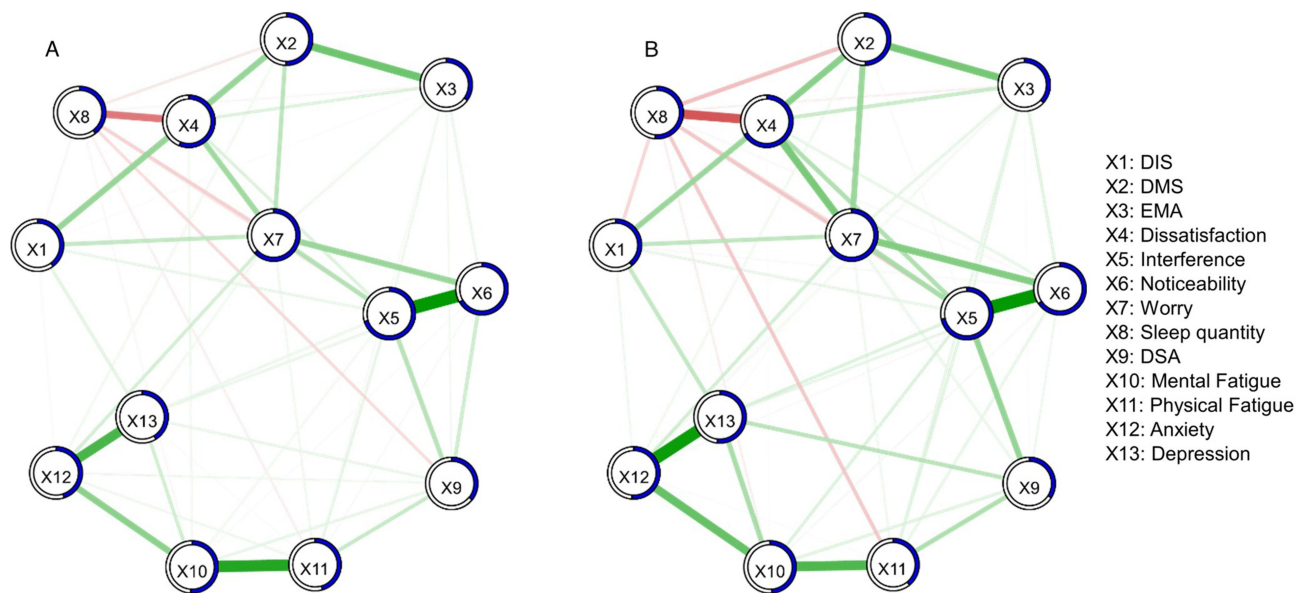 A
X2
X3
X8
X4
X1
X7
X6
X5
X13
X12
X9
X10
X11
B
X2
X3
X8
X4
X1
X7
X6
X5
X13
X12
X9
X10
X11
X1: DIS
X2: DMS
X3: EMA
X4: Dissatisfaction
X5: Interference
X6: Noticeability
X7: Worry
X8: Sleep quantity
X9: DSA
X10: Mental Fatigue
X11: Physical Fatigue
X12: Anxiety
X13: Depression